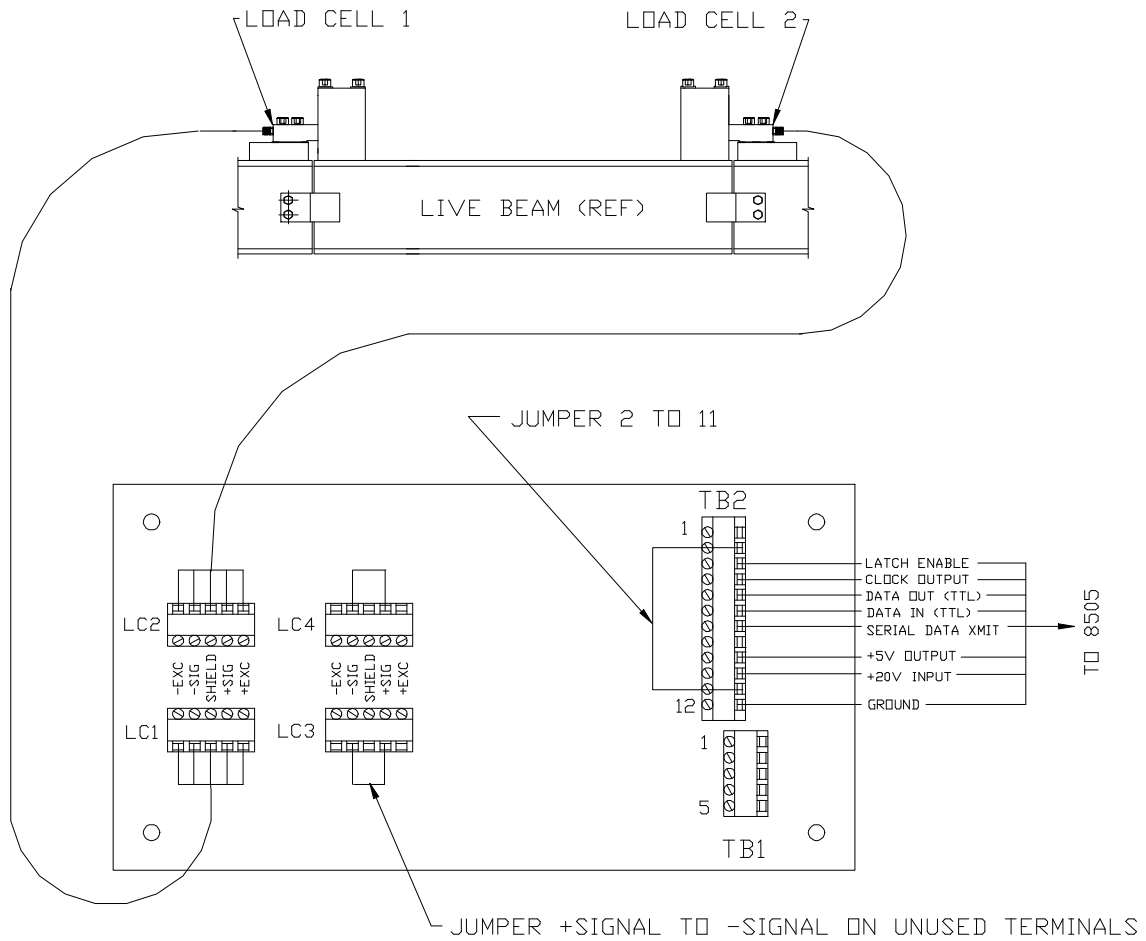 LOAD CELL 1
LOAD CELL 2
LIVE BEAM (REF)
JUMPER 2 TO 11
TB2
1
LATCH ENABLE
CLOCK OUTPUT
DATA OUT (TTL)
DATA IN (TTL)
SERIAL DATA XMIT
+5V OUTPUT
+20V INPUT
GROUND
12
TO 8505
LC2
LC4
-EXC
-SIG
SHIELD
+SIG
+EXC
-EXC
-SIG
SHIELD
+SIG
+EXC
LC1
LC3
1
5
TB1
JUMPER +SIGNAL TO -SIGNAL ON UNUSED TERMINALS